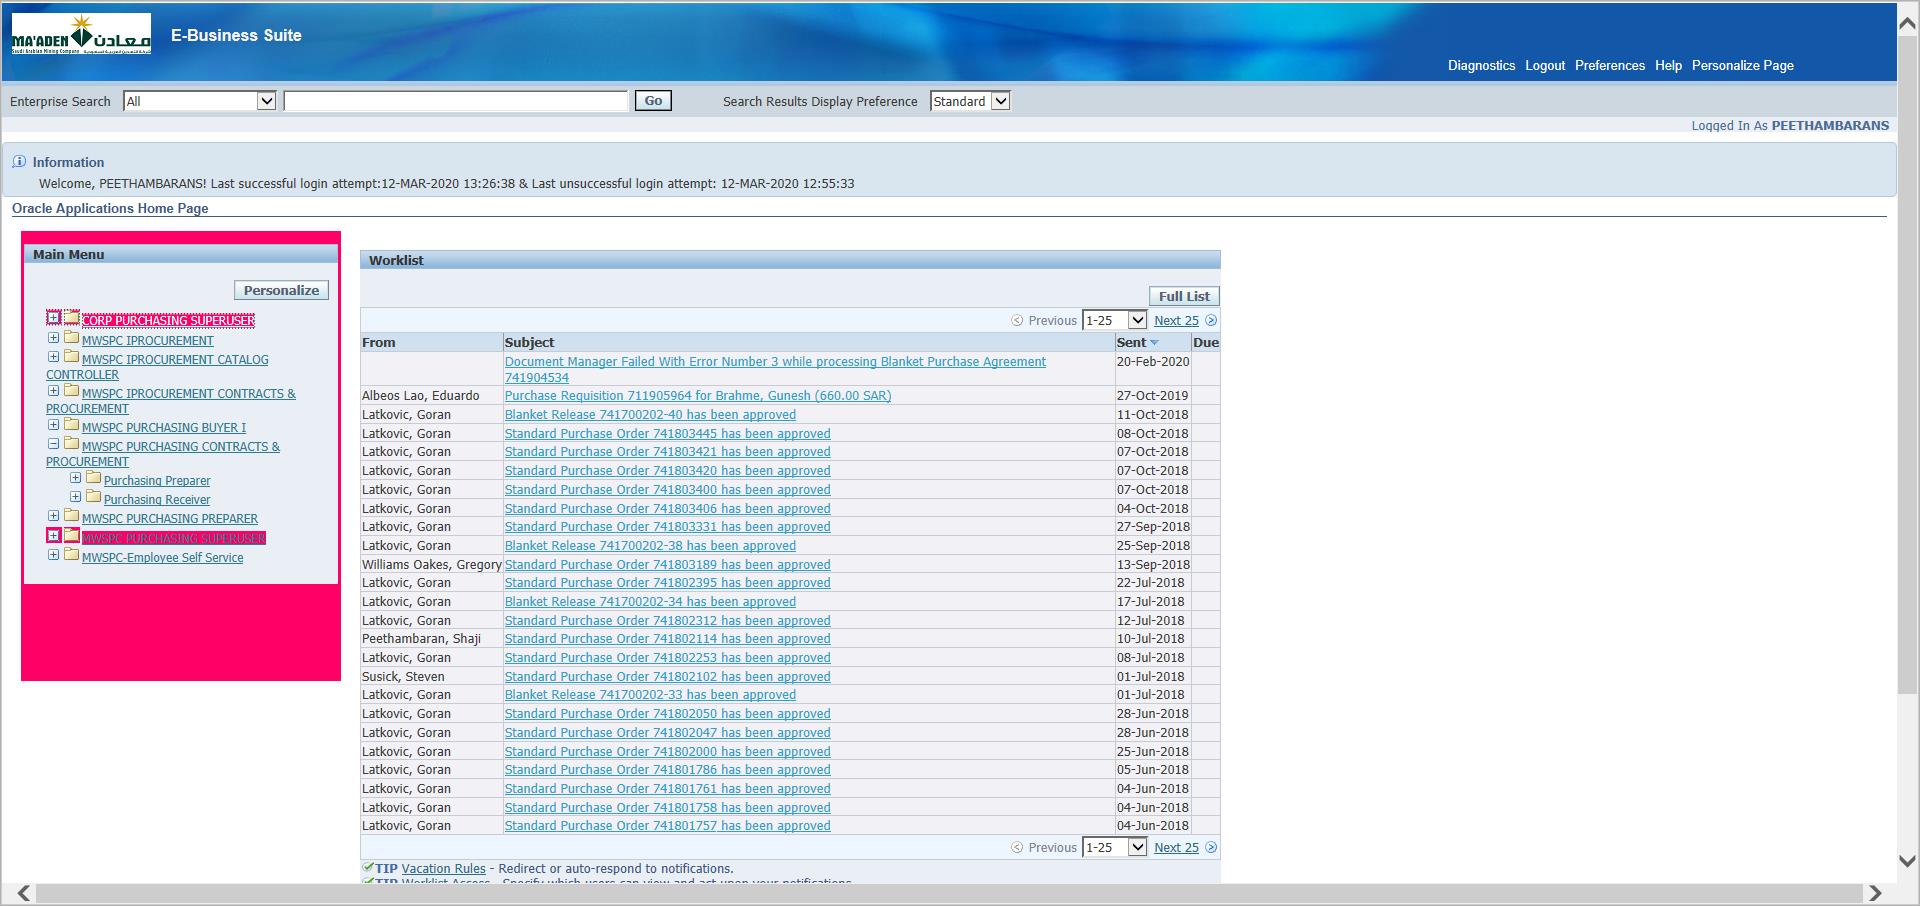 MA'ADEN معادن
Saudi Arabian Mining Company
E-Business Suite
Diagnostics Logout Preferences Help Personalize Page
Enterprise Search All Go Search Results Display Preference Standard
Logged In As PEETHAMBARANS
Information
Welcome, PEETHAMBARANS! Last successful login attempt:12-MAR-2020 13:26:38 & Last unsuccessful login attempt: 12-MAR-2020 12:55:33
Oracle Applications Home Page
Main Menu
Personalize
CORP PURCHASING SUPERUSER
MWSPC IPROCUREMENT
MWSPC IPROCUREMENT CATALOG
CONTROLLER
MWSPC IPROCUREMENT CONTRACTS &
PROCUREMENT
MWSPC PURCHASING BUYER I
MWSPC PURCHASING CONTRACTS &
PROCUREMENT
Purchasing Preparer
Purchasing Receiver
MWSPC PURCHASING PREPARER
MWSPC PURCHASING SUPERUSER
MWSPC-Employee Self Service
Worklist
Full List
Previous 1-25 Next 25
From Subject Sent Due
Document Manager Failed With Error Number 3 while processing Blanket Purchase Agreement 20-Feb-2020
741904534
Albeos Lao, Eduardo Purchase Requisition 711905964 for Brahme, Gunesh (660.00 SAR) 27-Oct-2019
Latkovic, Goran Blanket Release 741700202-40 has been approved 11-Oct-2018
Latkovic, Goran Standard Purchase Order 741803445 has been approved 08-Oct-2018
Latkovic, Goran Standard Purchase Order 741803421 has been approved 07-Oct-2018
Latkovic, Goran Standard Purchase Order 741803420 has been approved 07-Oct-2018
Latkovic, Goran Standard Purchase Order 741803400 has been approved 07-Oct-2018
Latkovic, Goran Standard Purchase Order 741803406 has been approved 04-Oct-2018
Latkovic, Goran Standard Purchase Order 741803331 has been approved 27-Sep-2018
Latkovic, Goran Blanket Release 741700202-38 has been approved 25-Sep-2018
Williams Oakes, Gregory Standard Purchase Order 741803189 has been approved 13-Sep-2018
Latkovic, Goran Standard Purchase Order 741802395 has been approved 22-Jul-2018
Latkovic, Goran Blanket Release 741700202-34 has been approved 17-Jul-2018
Latkovic, Goran Standard Purchase Order 741802312 has been approved 12-Jul-2018
Peethambaran, Shaji Standard Purchase Order 741802114 has been approved 10-Jul-2018
Latkovic, Goran Standard Purchase Order 741802253 has been approved 08-Jul-2018
Susick, Steven Standard Purchase Order 741802102 has been approved 01-Jul-2018
Latkovic, Goran Blanket Release 741700202-33 has been approved 01-Jul-2018
Latkovic, Goran Standard Purchase Order 741802050 has been approved 28-Jun-2018
Latkovic, Goran Standard Purchase Order 741802047 has been approved 28-Jun-2018
Latkovic, Goran Standard Purchase Order 741802000 has been approved 25-Jun-2018
Latkovic, Goran Standard Purchase Order 741801786 has been approved 05-Jun-2018
Latkovic, Goran Standard Purchase Order 741801761 has been approved 04-Jun-2018
Latkovic, Goran Standard Purchase Order 741801758 has been approved 04-Jun-2018
Latkovic, Goran Standard Purchase Order 741801757 has been approved 04-Jun-2018
Previous 1-25 Next 25
TIP Vacation Rules - Redirect or auto-respond to notifications.
TIP Worklist Access - Specify which users can view and act upon your notifications.